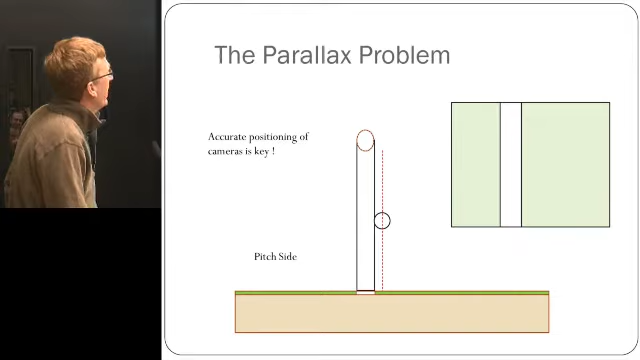 The Parallax Problem
Accurate positioning of
cameras is key !
Pitch Side